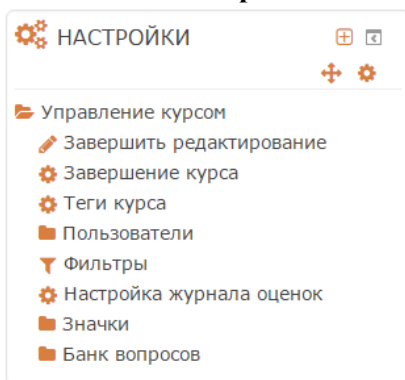 НАСТРОЙКИ
Управление курсом
Завершить редактирование
Завершение курса
Теги курса
Пользователи
Фильтры
Настройка журнала оценок
Значки
Банк вопросов